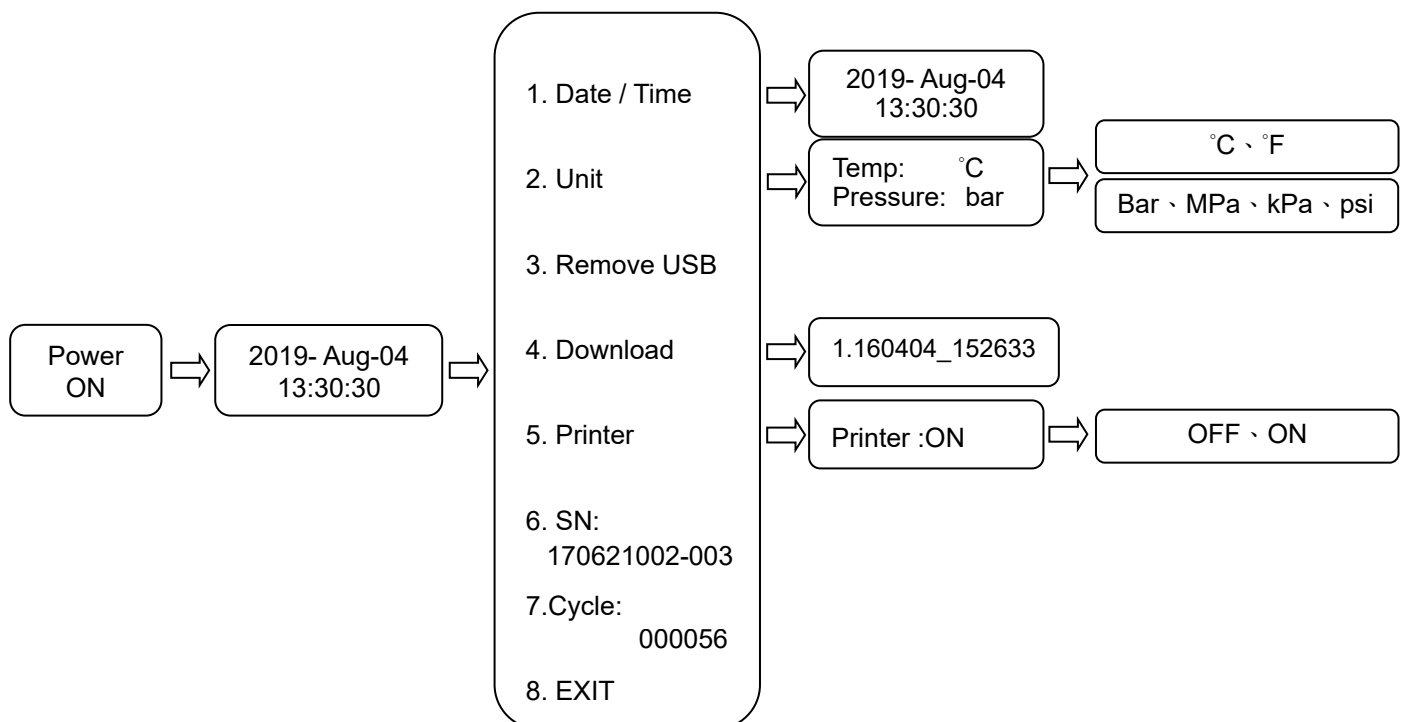 Power
ON
2019- Aug-04
13:30:30
1. Date / Time
2019- Aug-04
13:30:30
2. Unit
Temp: °C
Pressure: bar
°C、°F
Bar、MPa、kPa、psi
3. Remove USB
4. Download
1.160404_152633
5. Printer
Printer :ON
OFF、ON
6. SN:
170621002-003
7.Cycle:
000056
8. EXIT